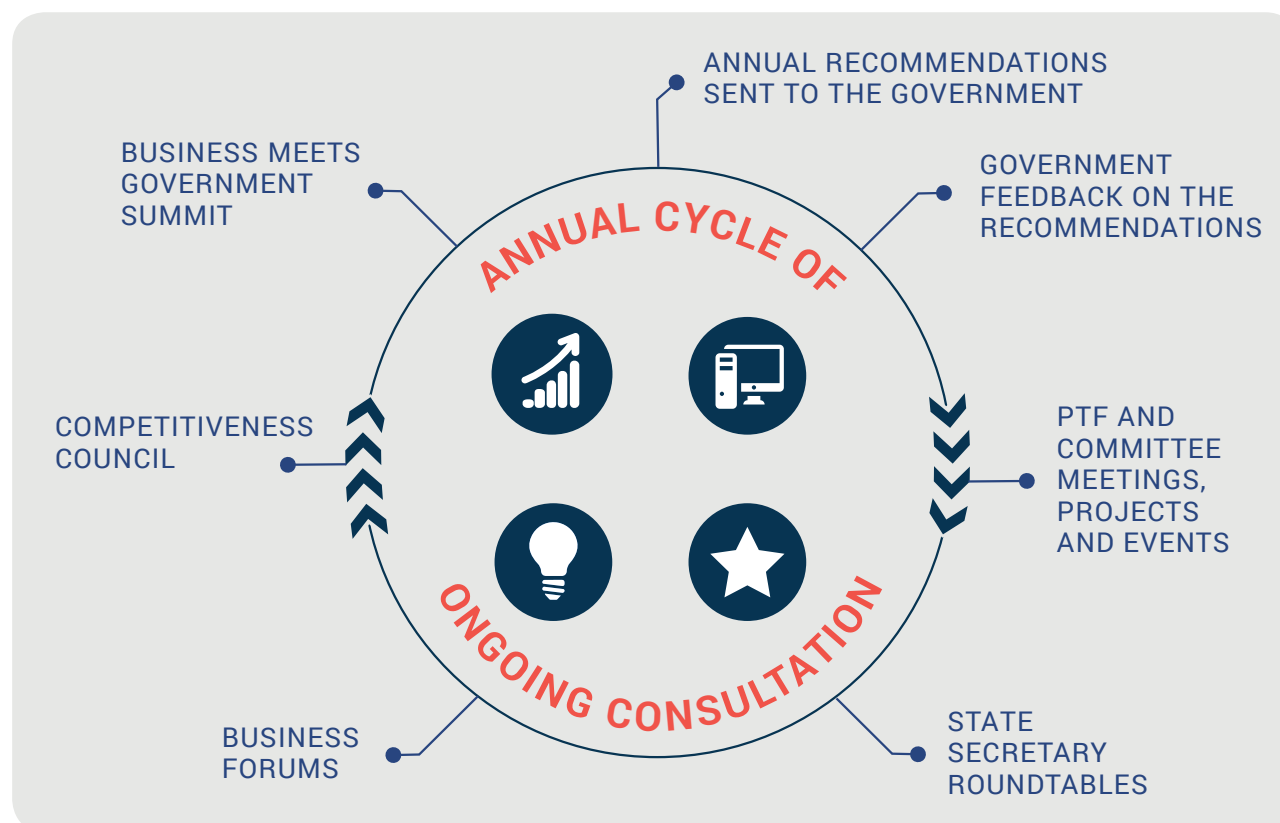 ANNUAL RECOMMENDATIONS
SENT TO THE GOVERNMENT
BUSINESS MEETS
GOVERNMENT
SUMMIT
GOVERNMENT
FEEDBACK ON THE
RECOMMENDATIONS
ANNUAL CYCLE OF
COMPETITIVENESS
COUNCIL
PTF AND
COMMITTEE
MEETINGS,
PROJECTS
AND EVENTS
ONGOING CONSULTATION
BUSINESS
FORUMS
STATE
SECRETARY
ROUNDTABLES